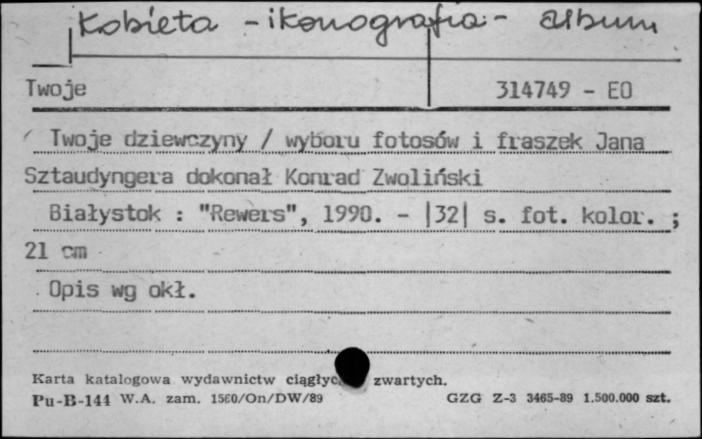 Kobieta - ikonografia - album
Twoje 314749 - EO
Twoje dziewczyny / wyboru fotosów i fraszek Jana
Sztaudyngera dokonał Konrad Zwoliński
Białystok : "Rewers", 1990. - |32| s. fot. kolor. ;
21 cm
Opis wg okł.
Karta katalogowa wydawnictw zwartych.
Pu-B-144 W.A. zam. 1560/On/DW/89 GZG Z-3 3465-89 1.500.000 szt.